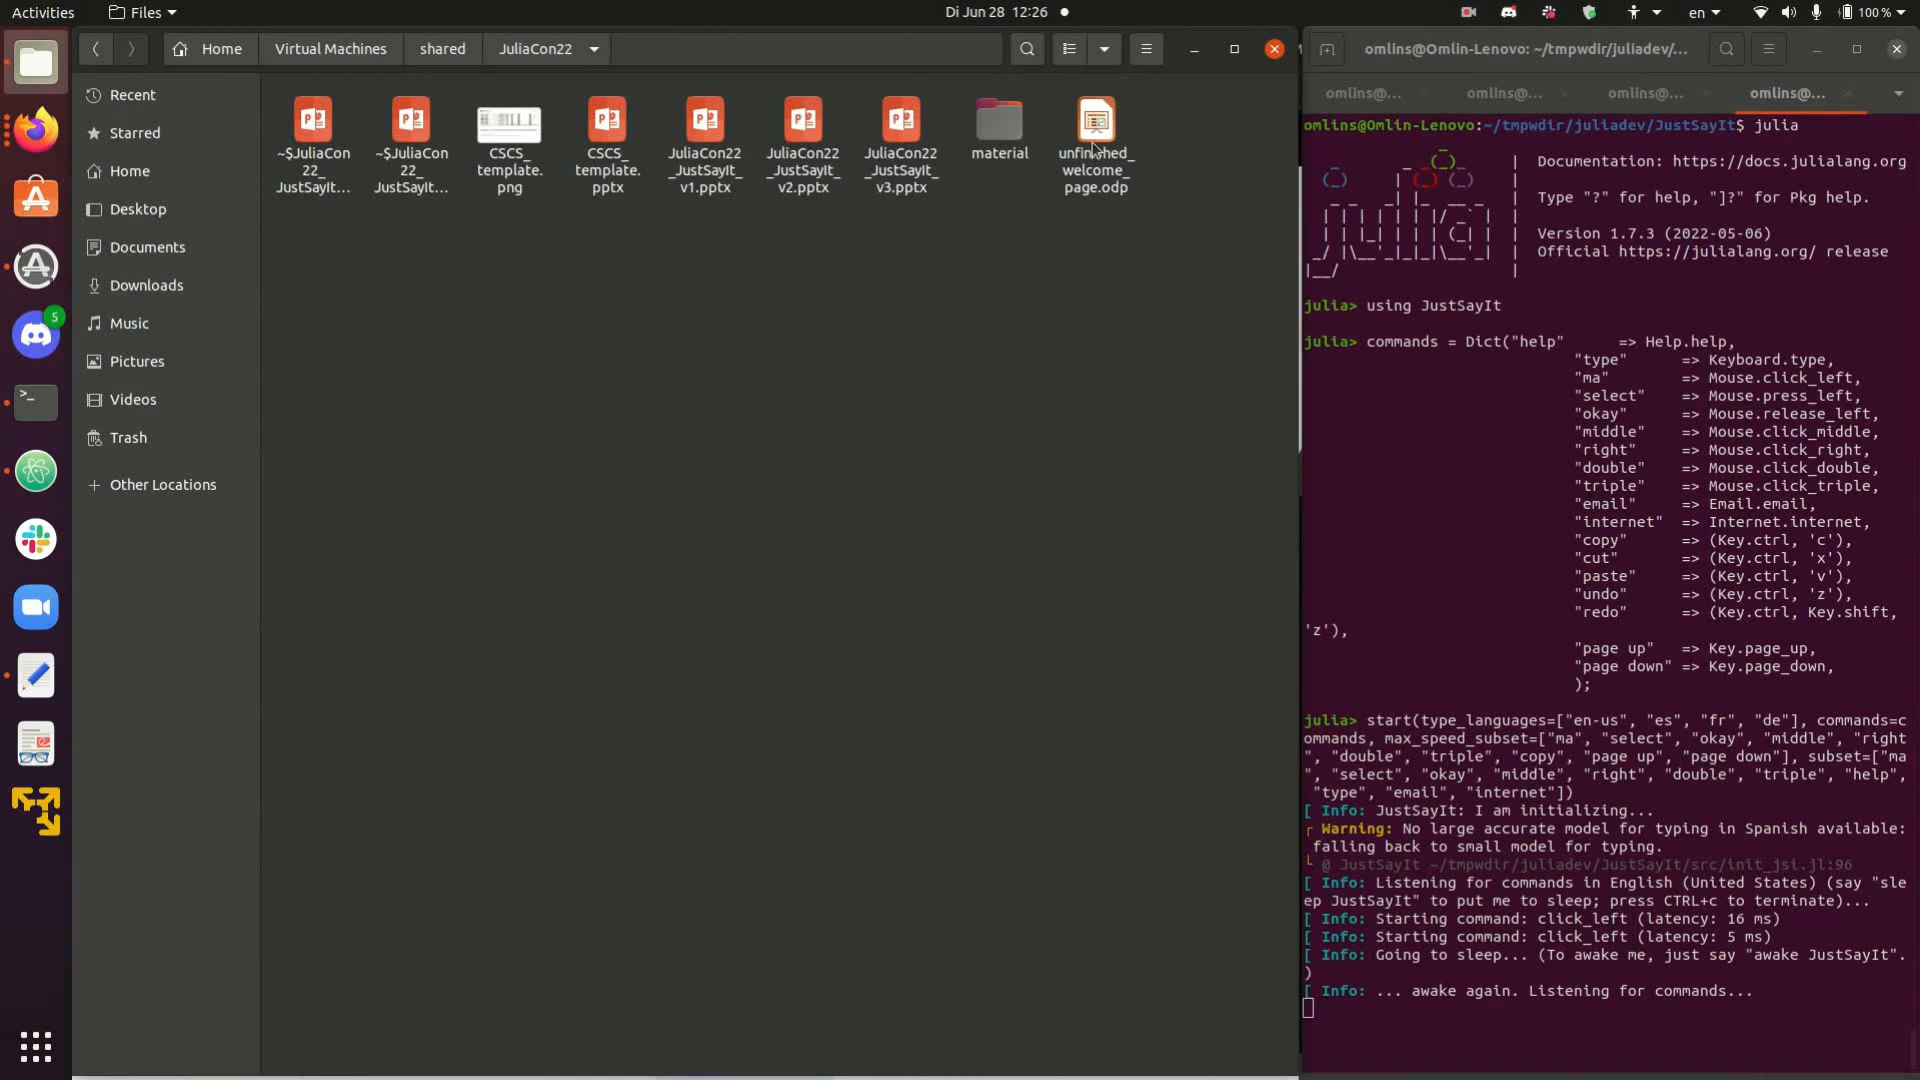 Activities
Files
Di Jun 28 12:26
en
100 %
Home
Virtual Machines
shared
JuliaCon22
Recent
Starred
Home
Desktop
Documents
Downloads
Music
Pictures
Videos
Trash
+ Other Locations
5
~$JuliaCon
22_
JustSayIt...
~$JuliaCon
22_
JustSayIt...
CSCS_
template.
png
CSCS_
template.
pptx
JuliaCon22
_JustSayIt_
v1.pptx
JuliaCon22
_JustSayIt_
v2.pptx
JuliaCon22
_JustSayIt_
v3.pptx
material
unfinished_
welcome_
page.odp
omlins@Omlin-Lenovo: ~/tmpwdir/juliadev/...
omlins@...
omlins@...
omlins@...
omlins@...
omlins@Omlin-Lenovo:~/tmpwdir/juliadev/JustSayIt$ julia
| Documentation: https://docs.julialang.org
| Type "?" for help, "]?" for Pkg help.
| Version 1.7.3 (2022-05-06)
| Official https://julialang.org/ release
julia> using JustSayIt
julia> commands = Dict("help" => Help.help,
"type" => Keyboard.type,
"ma" => Mouse.click_left,
"select" => Mouse.press_left,
"okay" => Mouse.release_left,
"middle" => Mouse.click_middle,
"right" => Mouse.click_right,
"double" => Mouse.click_double,
"triple" => Mouse.click_triple,
"email" => Email.email,
"internet" => Internet.internet,
"copy" => (Key.ctrl, 'c'),
"cut" => (Key.ctrl, 'x'),
"paste" => (Key.ctrl, 'v'),
"undo" => (Key.ctrl, 'z'),
"redo" => (Key.ctrl, Key.shift,
'z'),
"page up" => Key.page_up,
"page down" => Key.page_down,
);
julia> start(type_languages=["en-us", "es", "fr", "de"], commands=c
ommands, max_speed_subset=["ma", "select", "okay", "middle", "right
", "double", "triple", "copy", "page up", "page down"], subset=["ma
", "select", "okay", "middle", "right", "double", "triple", "help",
"type", "email", "internet"])
[ Info: JustSayIt: I am initializing...
┌ Warning: No large accurate model for typing in Spanish available:
falling back to small model for typing.
└ @ JustSayIt ~/tmpwdir/juliadev/JustSayIt/src/init_jsi.jl:96
[ Info: Listening for commands in English (United States) (say "sle
ep JustSayIt" to put me to sleep; press CTRL+c to terminate)...
[ Info: Starting command: click_left (latency: 16 ms)
[ Info: Starting command: click_left (latency: 5 ms)
[ Info: Going to sleep... (To awake me, just say "awake JustSayIt".
)
[ Info: ... awake again. Listening for commands...